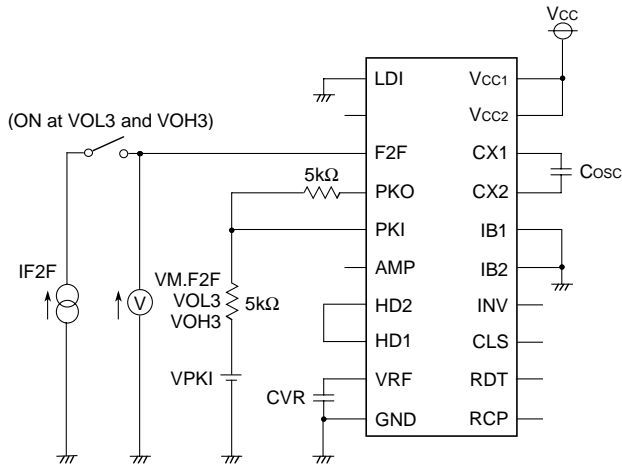 VCC
LDI VCC1
VCC2
(ON at VOL3 and VOH3)
F2F CX1
COSC
5kΩ PKO CX2
PKI IB1
IF2F
VM.F2F
VOL3
VOH3
5kΩ
V
AMP IB2
HD2 INV
HD1 CLS
VPKI
CVR
VRF RDT
GND RCP